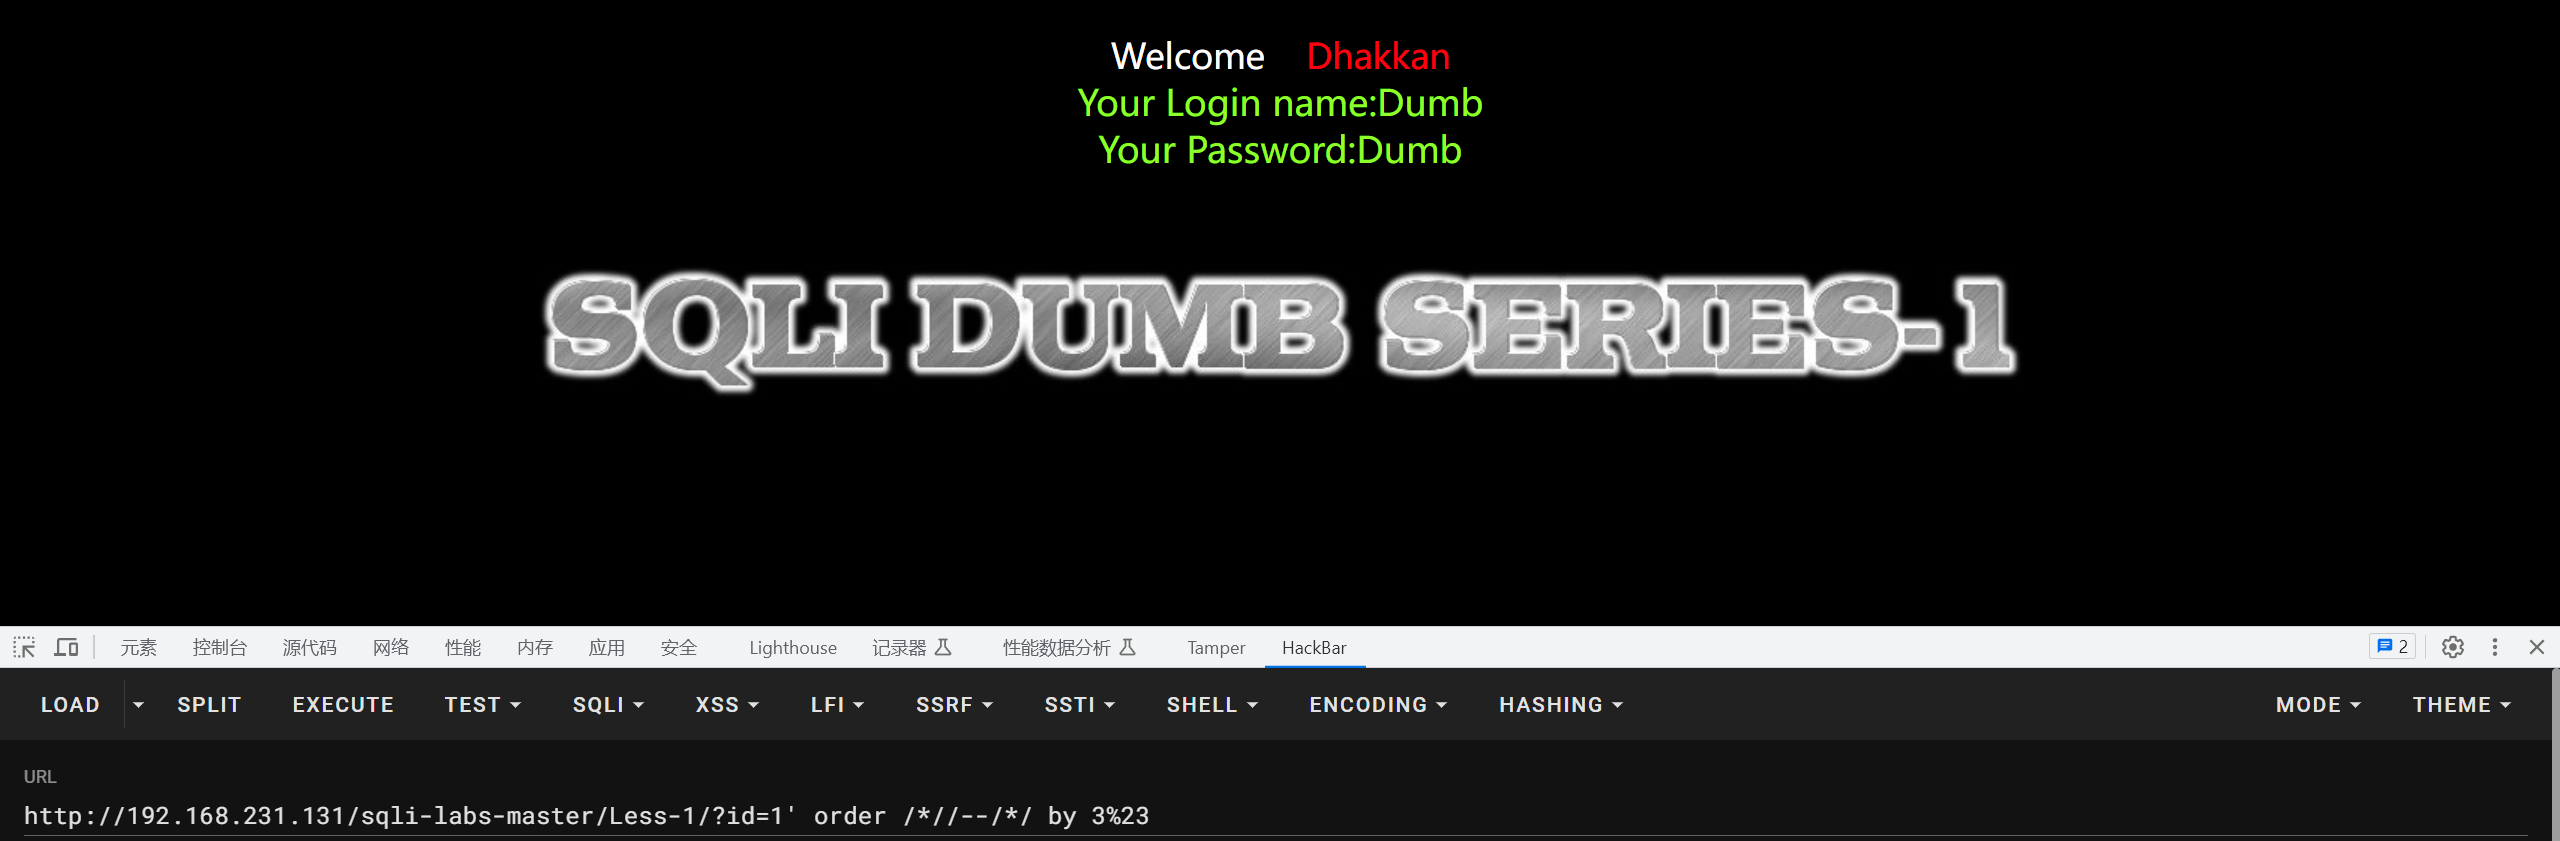 Welcome Dhakkan
Your Login name:Dumb
Your Password:Dumb
SQLI DUMB SERIES-1
元素 控制台 源代码 网络 性能 内存 应用 安全 Lighthouse 记录器 性能数据分析 Tamper HackBar 2
LOAD SPLIT EXECUTE TEST SQLI XSS LFI SSRF SSTI SHELL ENCODING HASHING MODE THEME
URL
http://192.168.231.131/sqli-labs-master/Less-1/?id=1' order /*//--/*/ by 3%23